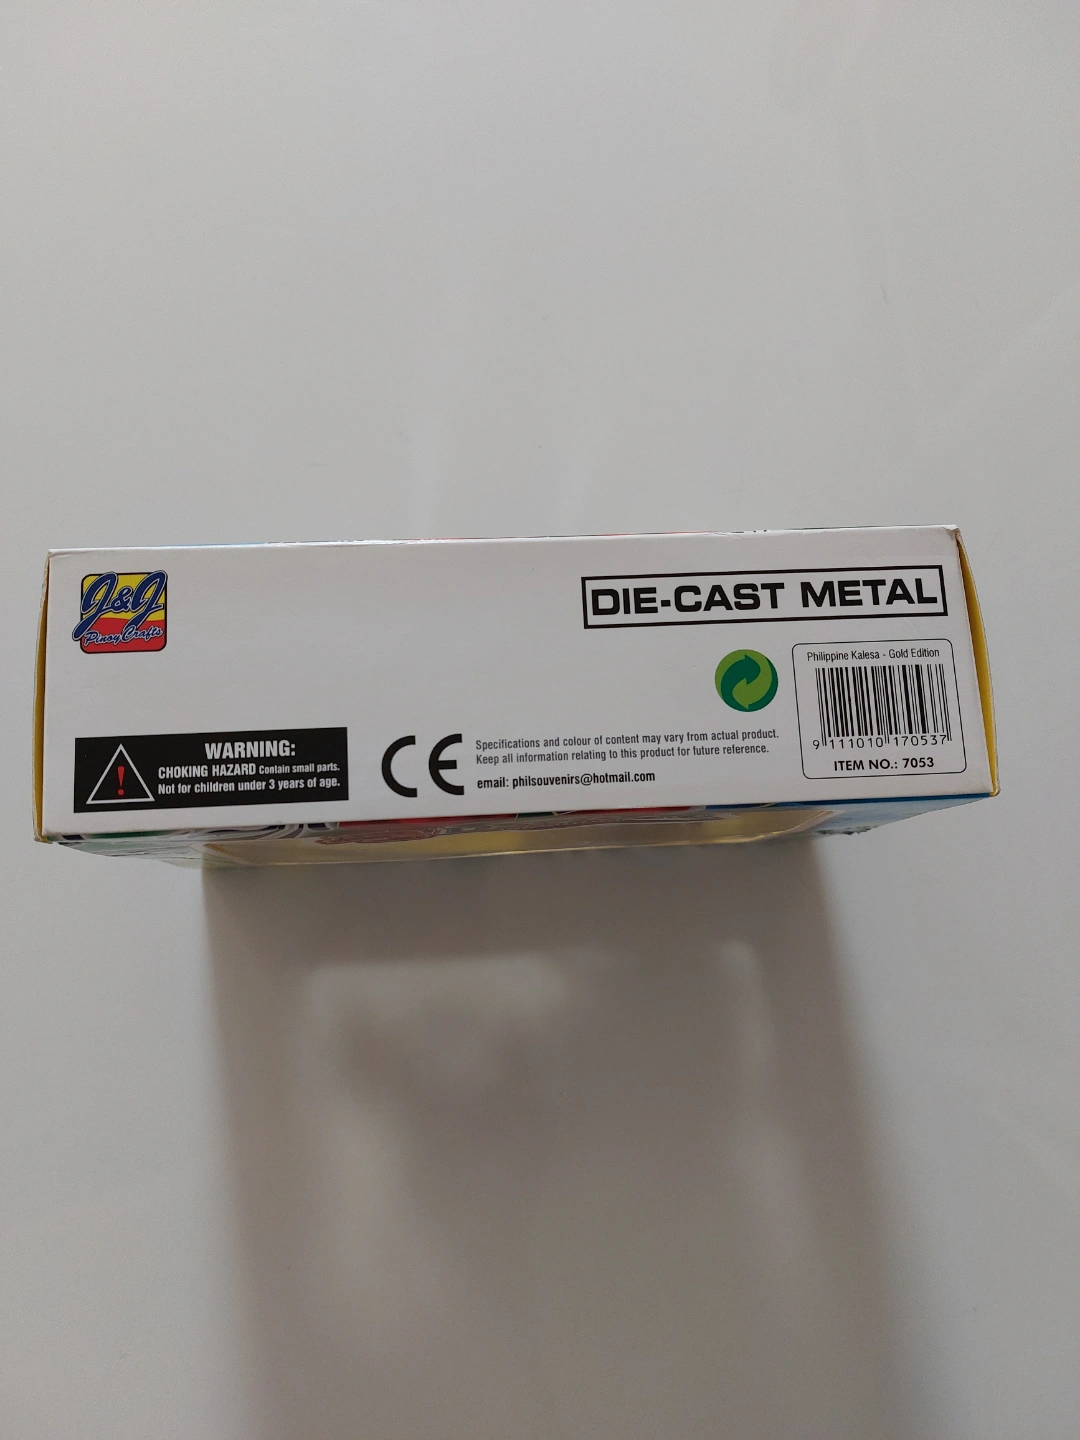 J&J
Pinoy Crafts
DIE-CAST METAL
Philippine Kalesa - Gold Edition
9 111010 170537
ITEM NO.: 7053
WARNING:
CHOKING HAZARD Contain small parts.
Not for children under 3 years of age.
CE
Specifications and colour of content may vary from actual product.
Keep all information relating to this product for future reference.
email: philsouvenirs@hotmail.com